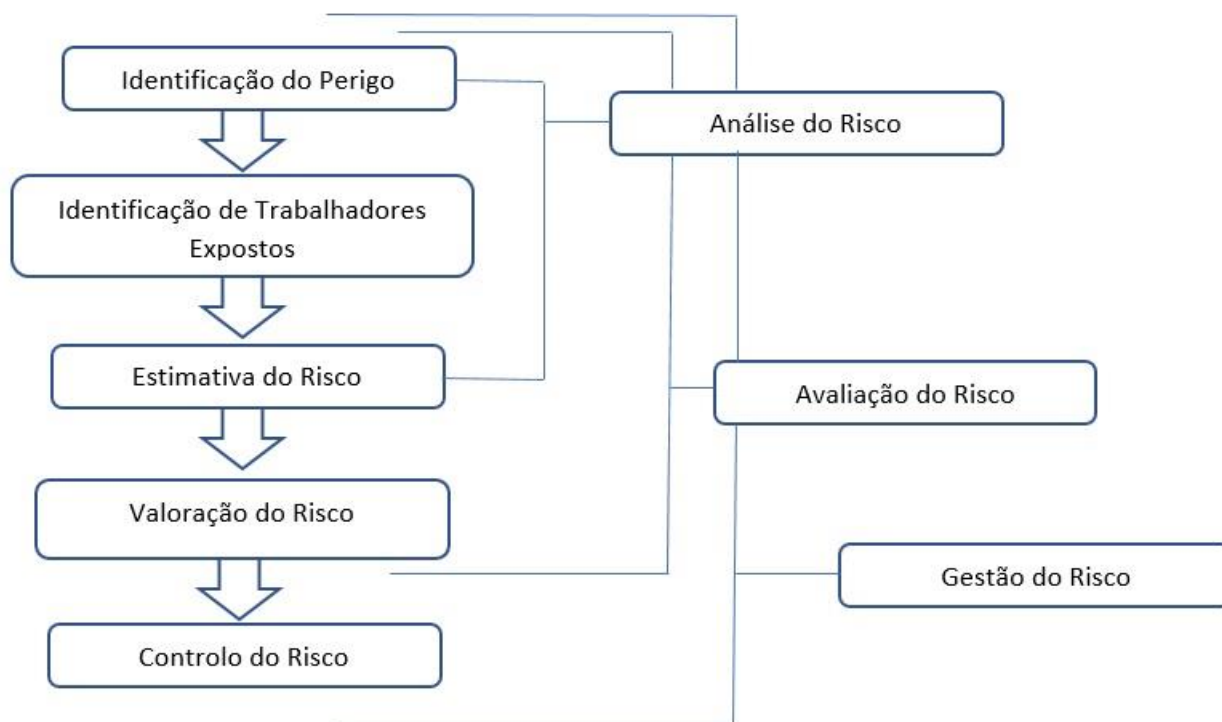 Identificação do Perigo
Análise do Risco
Identificação de Trabalhadores
Expostos
Estimativa do Risco
Avaliação do Risco
Valoração do Risco
Gestão do Risco
Controlo do Risco